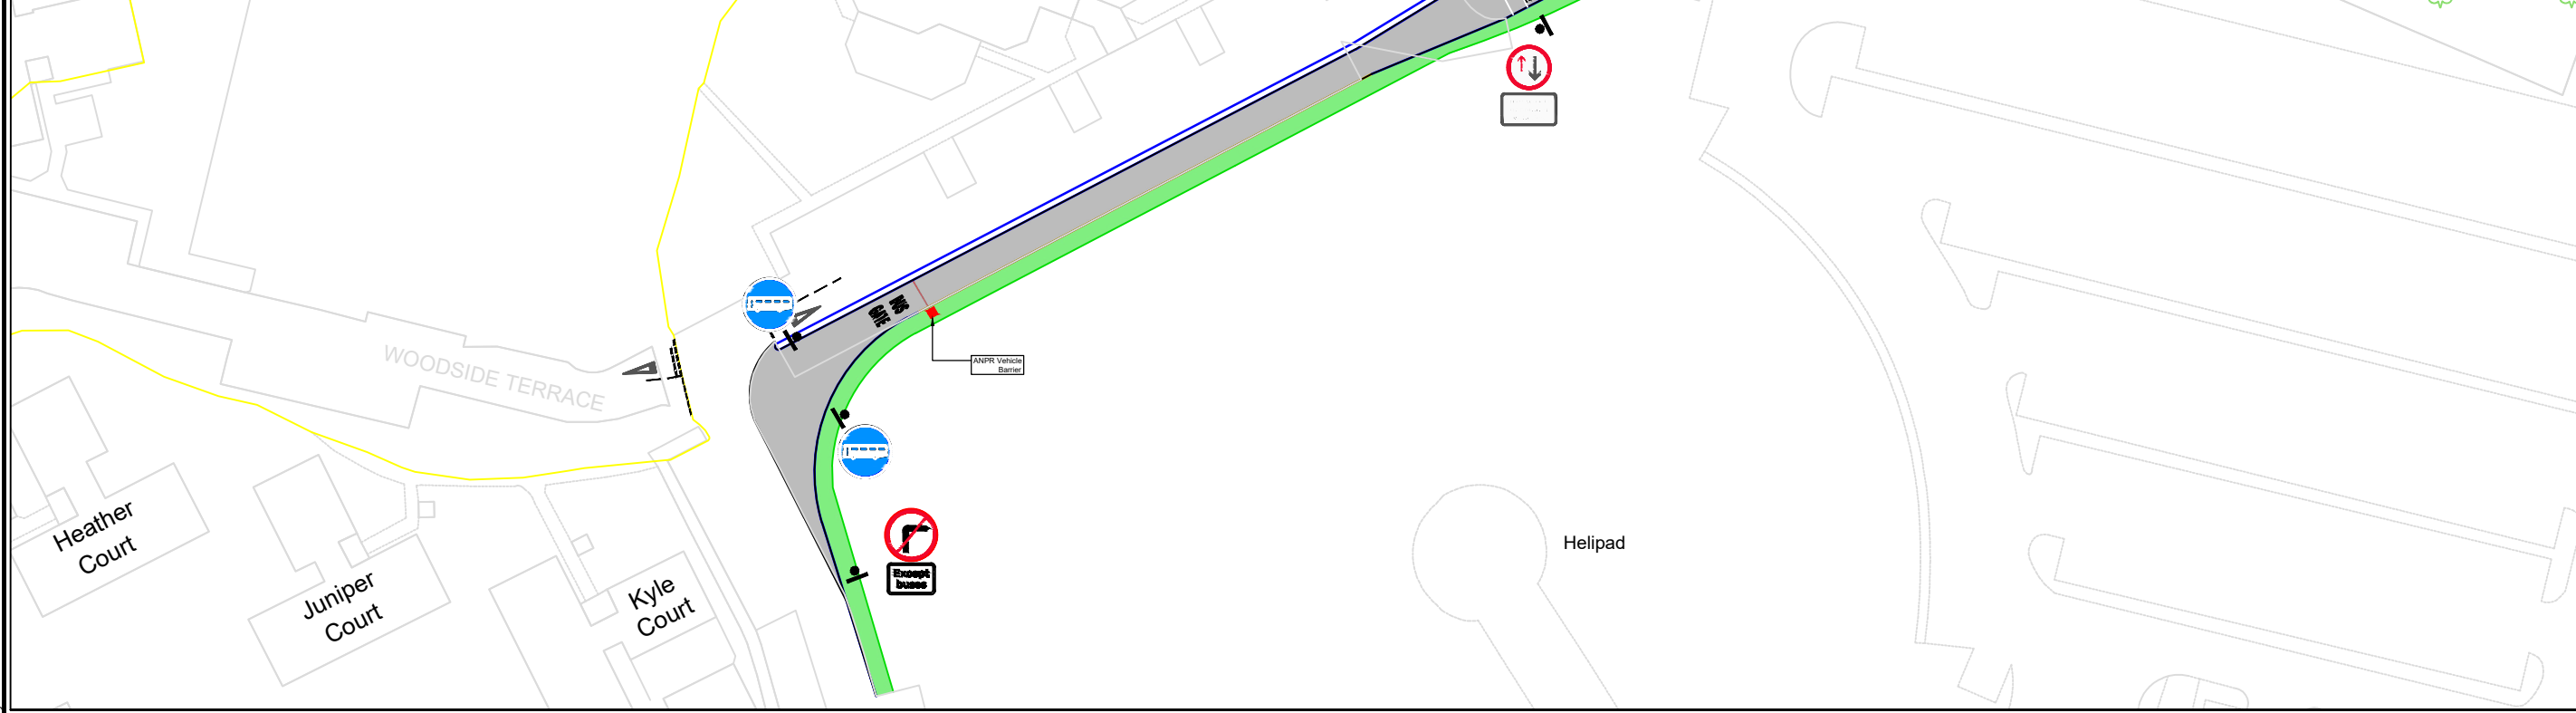 WOODSIDE TERRACE
BUS
GATE
ANPR Vehicle
Barrier
Heather
Court
Juniper
Court
Kyle
Court
Except
buses
Helipad